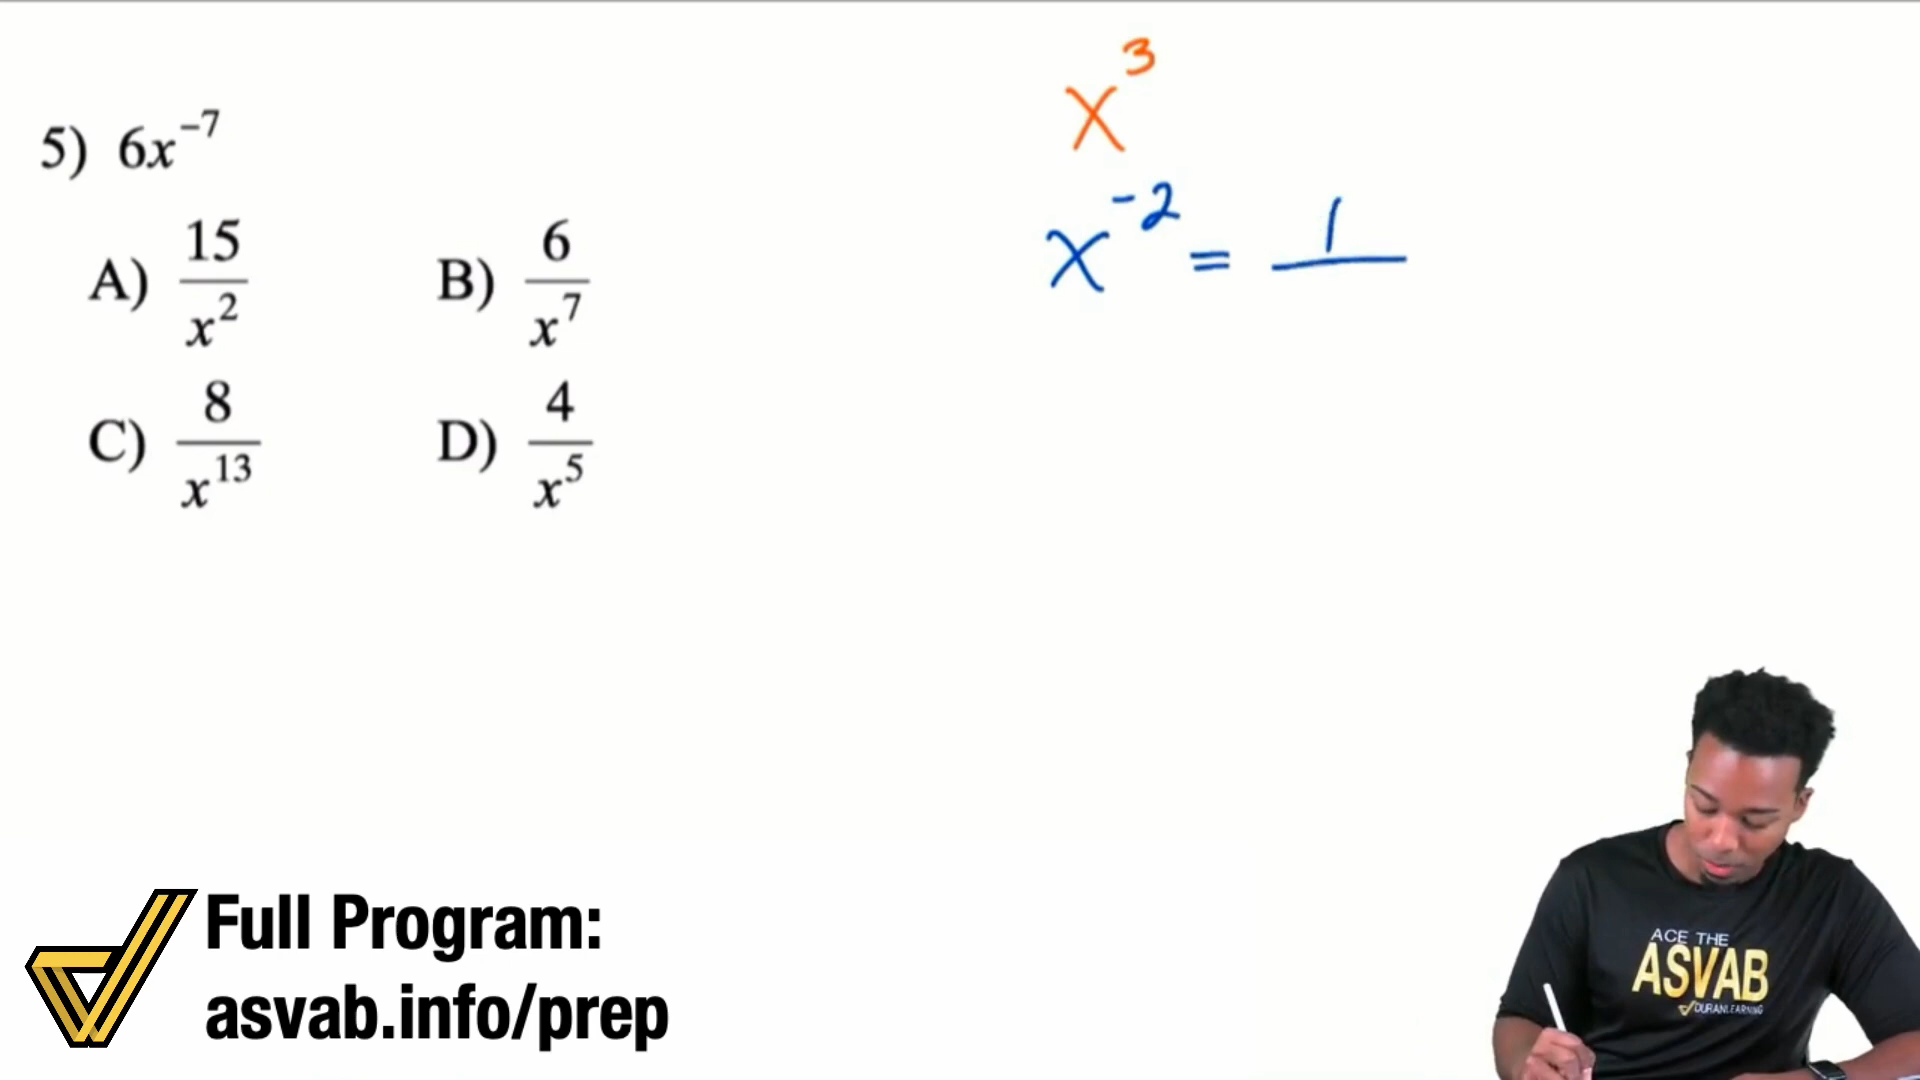 5) 6x⁻⁷
A) 15/x² B) 6/x⁷
C) 8/x¹³ D) 4/x⁵
x³
x⁻² = 1/
Full Program:
asvab.info/prep
ACE THE
ASVAB
DURANLEARNING